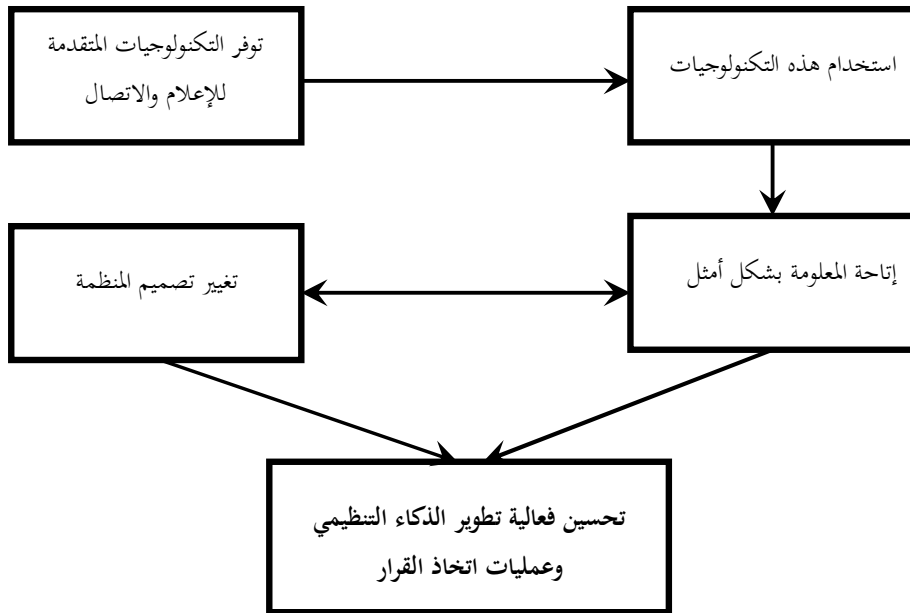 توفر التكنولوجيات المتقدمة
للإعلام والاتصال
استخدام هذه التكنولوجيات
إتاحة المعلومة بشكل أمثل
تغيير تصميم المنظمة
تحسين فعالية تطوير الذكاء التنظيمي
وعمليات اتخاذ القرار